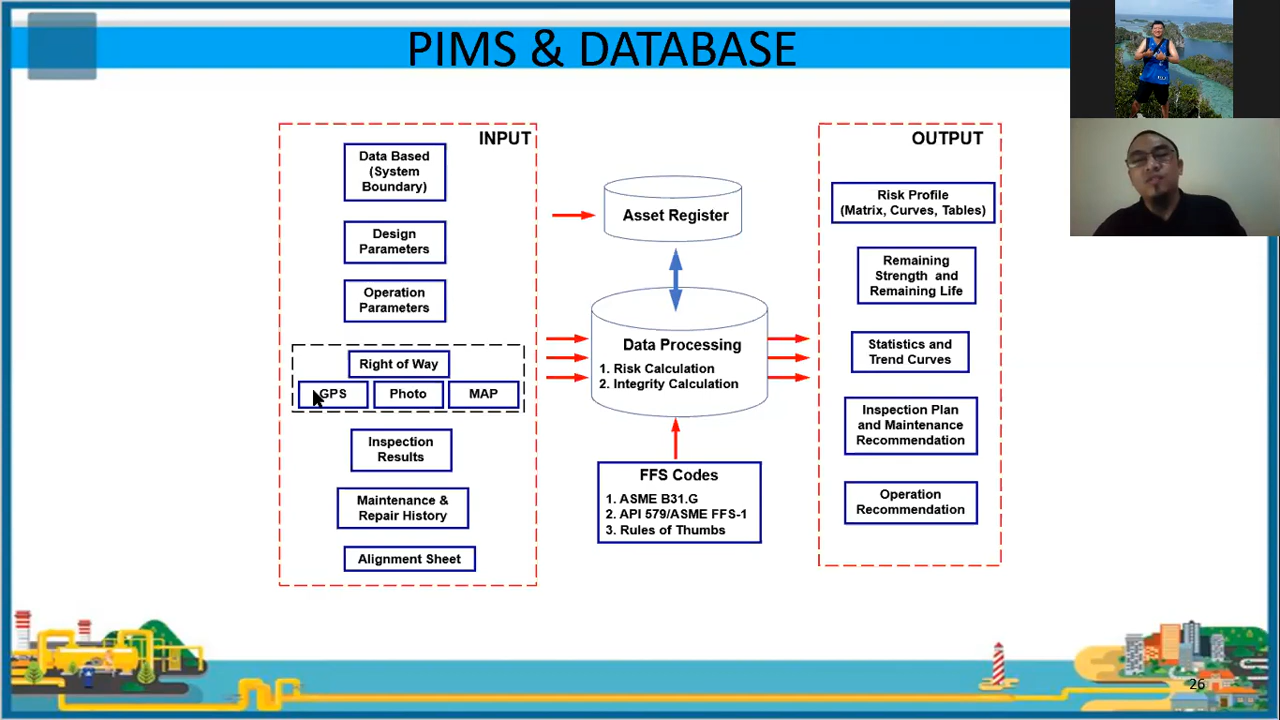 PIMS & DATABASE
INPUT
Data Based
(System
Boundary)
Design
Parameters
Operation
Parameters
Right of Way
GPS
Photo
MAP
Inspection
Results
Maintenance &
Repair History
Alignment Sheet
Asset Register
Data Processing
1. Risk Calculation
2. Integrity Calculation
FFS Codes
1. ASME B31.G
2. API 579/ASME FFS-1
3. Rules of Thumbs
OUTPUT
Risk Profile
(Matrix, Curves, Tables)
Remaining
Strength and
Remaining Life
Statistics and
Trend Curves
Inspection Plan
and Maintenance
Recommendation
Operation
Recommendation
26